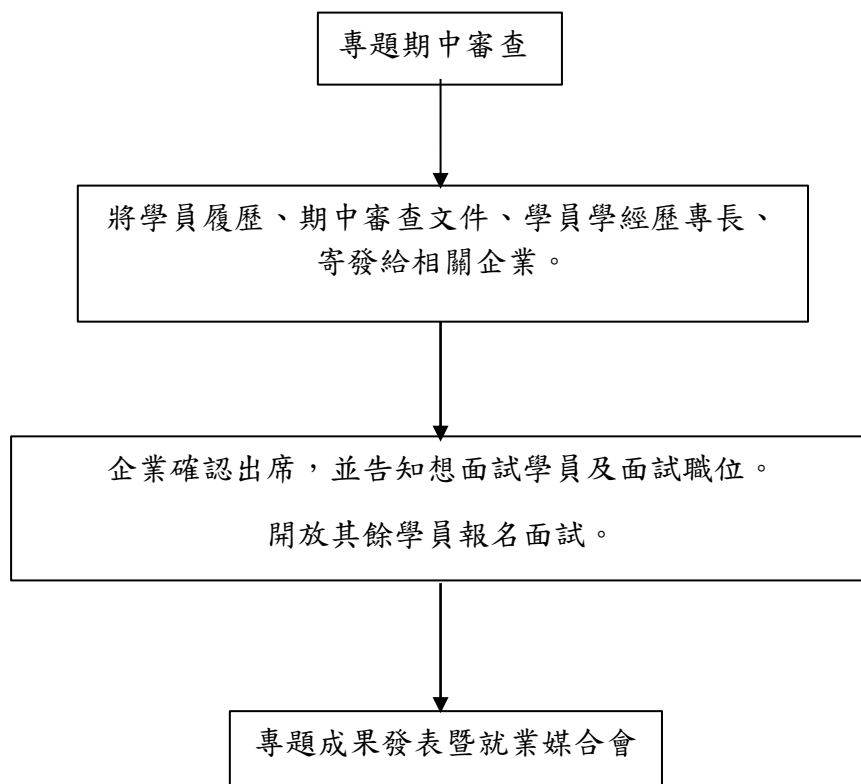 專題期中審查
將學員履歷、期中審查文件、學員學經歷專長、
寄發給相關企業。
企業確認出席，並告知想面試學員及面試職位。
開放其餘學員報名面試。
專題成果發表暨就業媒合會